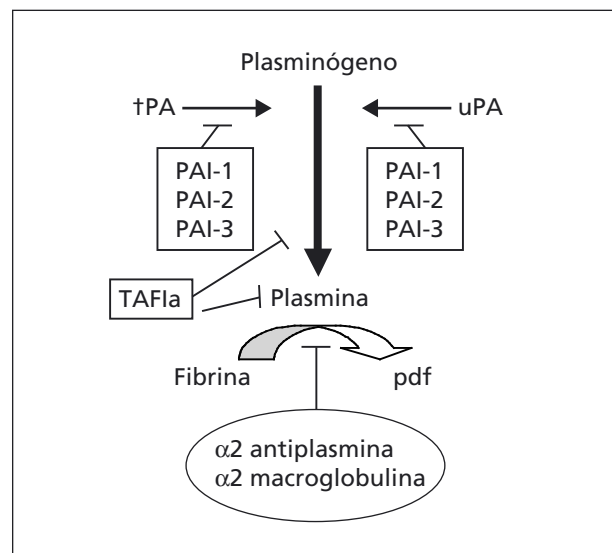 Plasminógeno
†PA
uPA
PAI-1
PAI-2
PAI-3
PAI-1
PAI-2
PAI-3
TAFIa
Plasmina
Fibrina
pdf
α2 antiplasmina
α2 macroglobulina